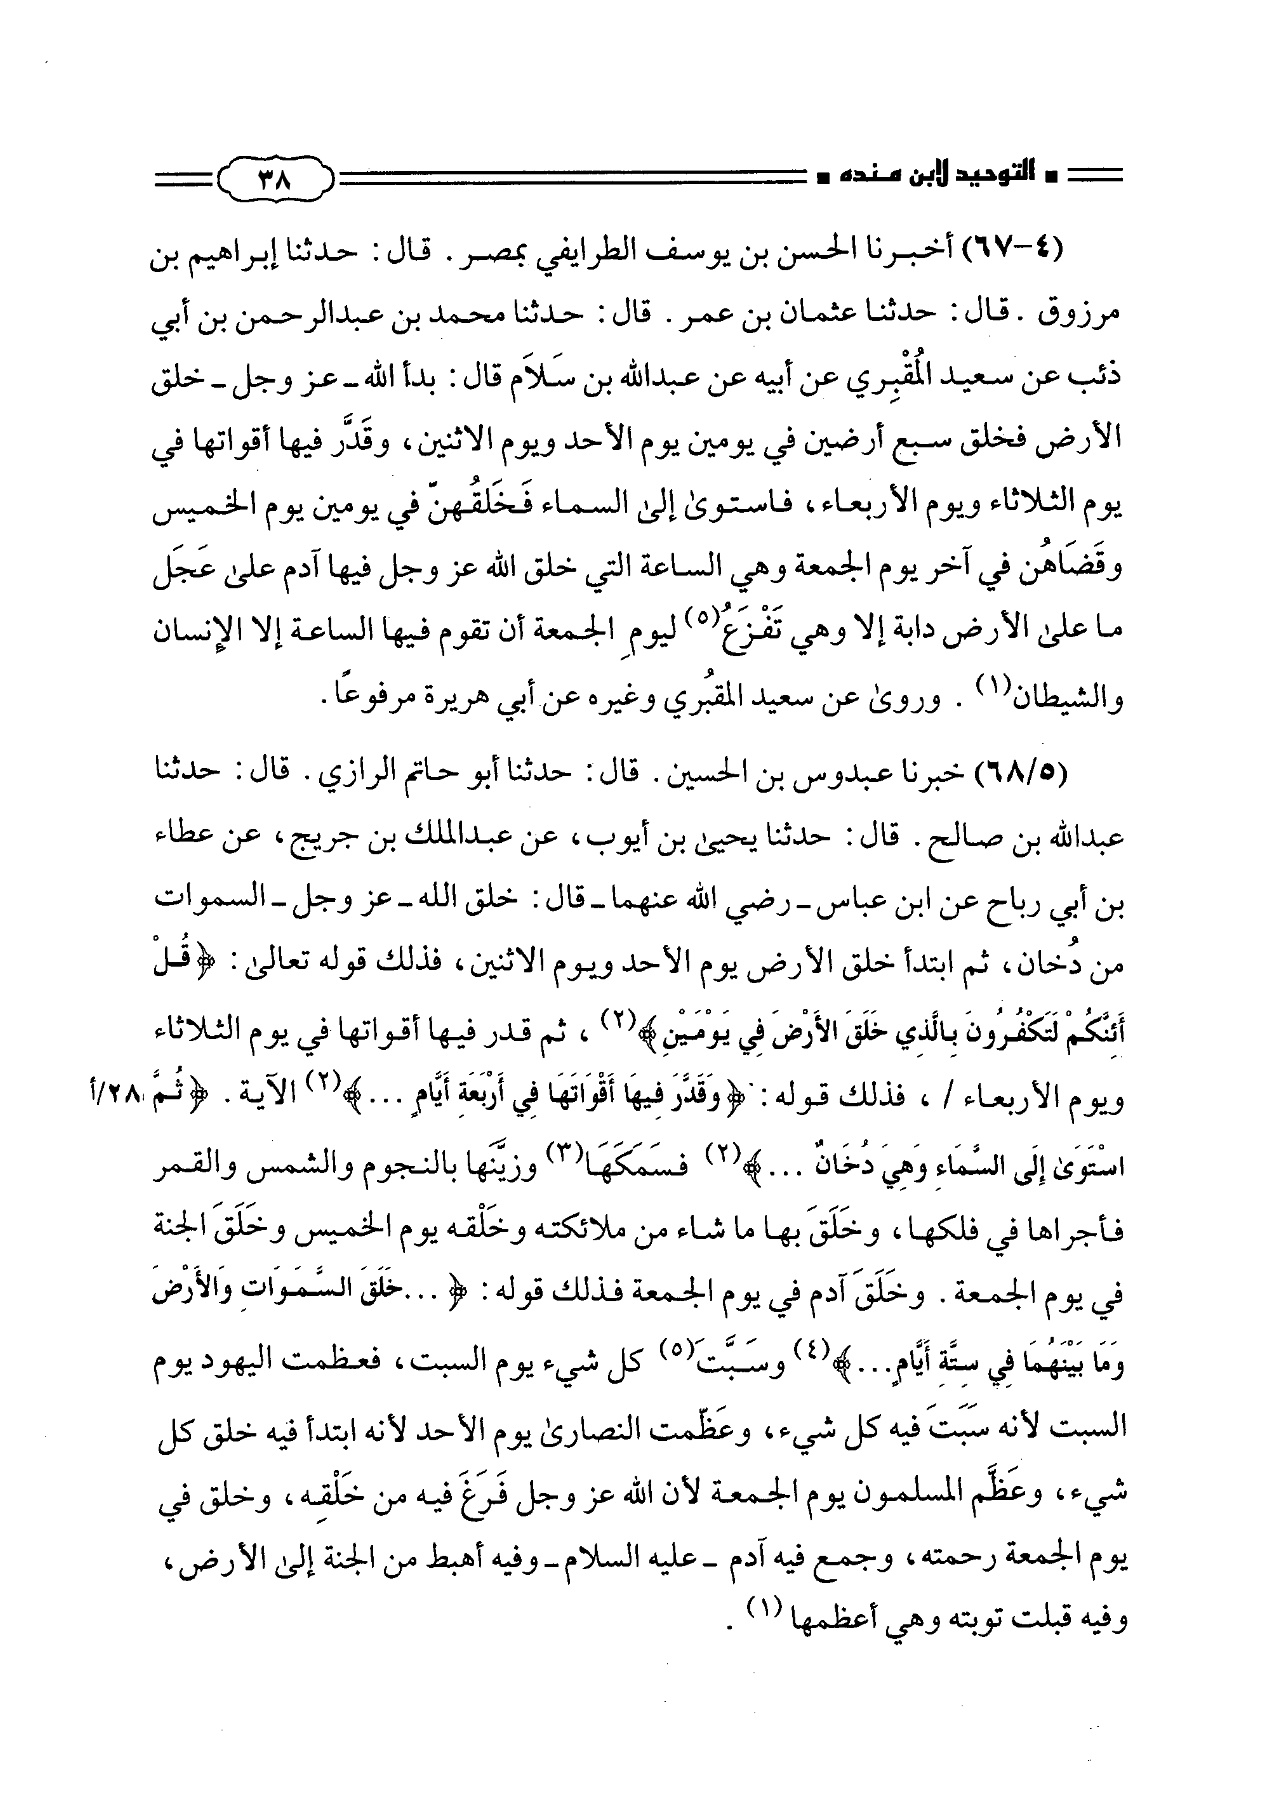 التوحيد لابن منده
٣٨
(٤-٦٧) أخبرنا الحسن بن يوسف الطرايفي بمصر . قال : حدثنا إبراهيم بن
مرزوق . قال : حدثنا عثمان بن عمر . قال : حدثنا محمد بن عبدالرحمن بن أبي
ذئب عن سعيد المُقْبِري عن أبيه عن عبدالله بن سَلَام قال : بدأ الله ـ عز وجل ـ خلق
الأرض فخلق سبع أرضين في يومين يوم الأحد ويوم الاثنين ، وقَدَّر فيها أقواتها في
يوم الثلاثاء ويوم الأربعاء ، فاستوىٰ إلىٰ السماء فَخَلَقُهنّ في يومين يوم الخميس
وقَضَاهُن في آخر يوم الجمعة وهي الساعة التي خلق الله عز وجل فيها آدم علىٰ عَجَل
ما علىٰ الأرض دابة إلا وهي تَفْزَعُ(٥) ليومِ الجمعة أن تقوم فيها الساعة إلا الإنسان
والشيطان(١) . وروىٰ عن سعيد المقبُري وغيره عن أبي هريرة مرفوعًا .
(٦٨/٥) خبرنا عبدوس بن الحسين . قال : حدثنا أبو حاتم الرازي . قال : حدثنا
عبدالله بن صالح . قال : حدثنا يحيىٰ بن أيوب ، عن عبدالملك بن جريج ، عن عطاء
بن أبي رباح عن ابن عباس ـ رضي الله عنهما ـ قال : خلق الله ـ عز وجل ـ السموات
من دُخان ، ثم ابتدأ خلق الأرض يوم الأحد ويوم الاثنين ، فذلك قوله تعالىٰ : ﴿ قُلْ
أَئِنَّكُمْ لَتَكْفُرُونَ بِالَّذِي خَلَقَ الأَرْضَ فِي يَوْمَيْنِ ﴾(٢) ، ثم قدر فيها أقواتها في يوم الثلاثاء
ويوم الأربعاء / ، فذلك قوله : ﴿ وَقَدَّرَ فِيهَا أَقْوَاتَهَا فِي أَرْبَعَةِ أَيَّامٍ ... ﴾(٢) الآية . ﴿ ثُمَّ ٢٨/أ
اسْتَوَىٰ إِلَى السَّمَاءِ وَهِيَ دُخَانٌ ... ﴾(٢) فسَمَكَهَا(٣) وزيَّنَها بالنجوم والشمس والقمر
فأجراها في فلكها ، وخَلَقَ بها ما شاء من ملائكته وخَلْقه يوم الخميس وخَلَقَ الجنة
في يوم الجمعة . وخَلَقَ آدم في يوم الجمعة فذلك قوله : ﴿ ...خَلَقَ السَّمَوَاتِ وَالأَرْضَ
وَمَا بَيْنَهُمَا فِي سِتَّةِ أَيَّامٍ... ﴾(٤) وسَبَّتَ(٥) كل شيء يوم السبت ، فعظمت اليهود يوم
السبت لأنه سَبَتَ فيه كل شيء ، وعَظّمت النصارىٰ يوم الأحد لأنه ابتدأ فيه خلق كل
شيء ، وعَظَّم المسلمون يوم الجمعة لأن الله عز وجل فَرَغَ فيه من خَلْقِه ، وخلق في
يوم الجمعة رحمته ، وجمع فيه آدم ـ عليه السلام ـ وفيه أهبط من الجنة إلىٰ الأرض ،
وفيه قبلت توبته وهي أعظمها (١) .